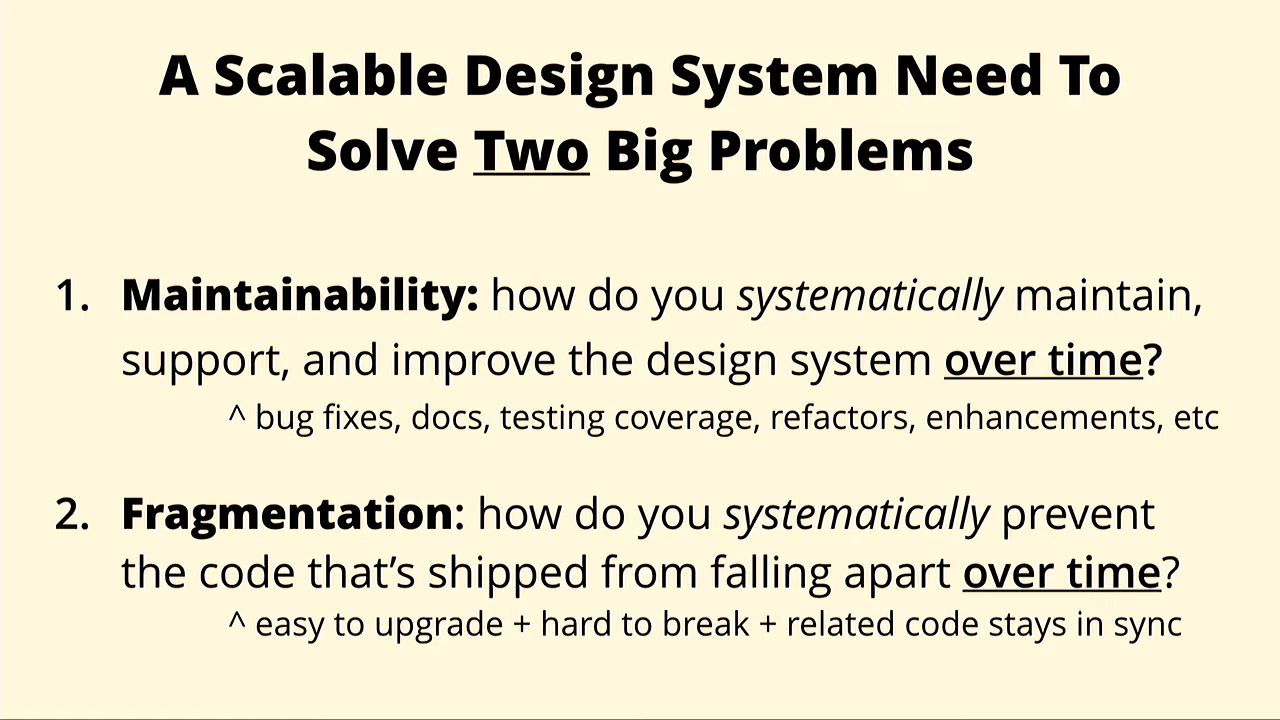 A Scalable Design System Need To
Solve Two Big Problems
1. Maintainability: how do you systematically maintain,
support, and improve the design system over time?
^ bug fixes, docs, testing coverage, refactors, enhancements, etc
2. Fragmentation: how do you systematically prevent
the code that’s shipped from falling apart over time?
^ easy to upgrade + hard to break + related code stays in sync